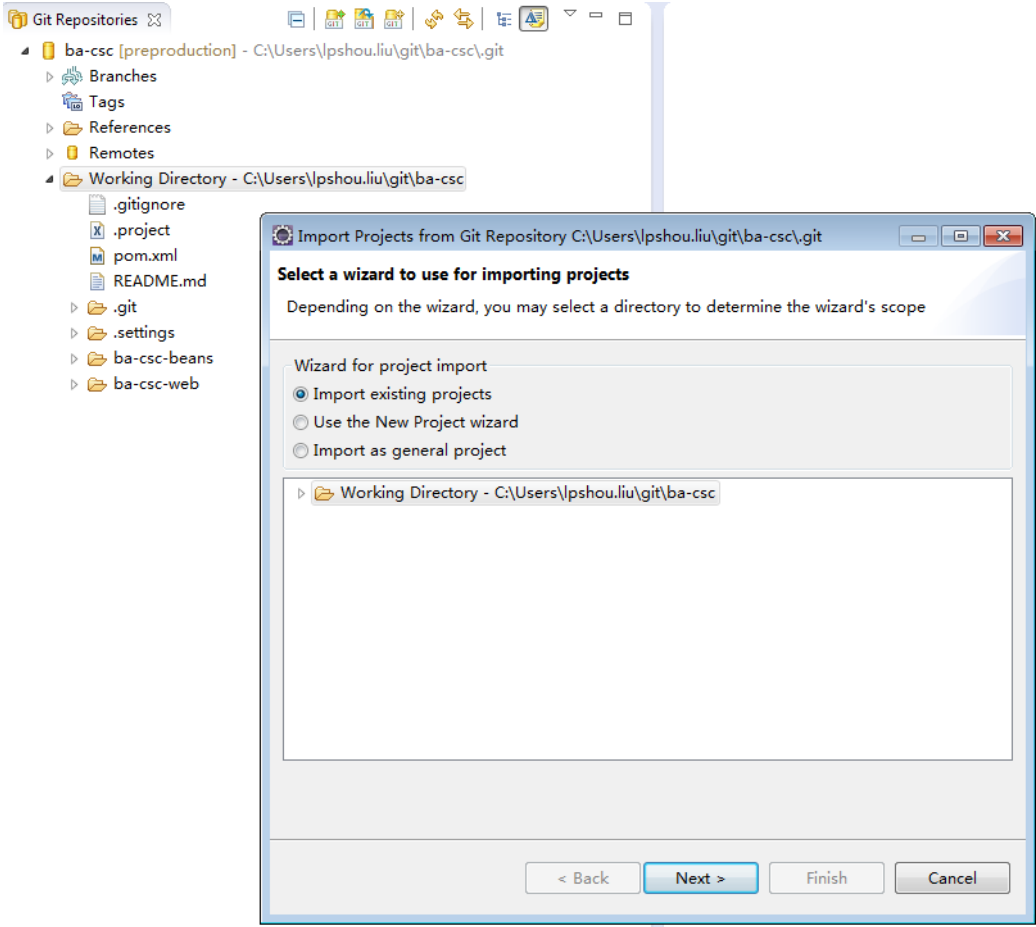 Git Repositories
ba-csc [preproduction] - C:\Users\lpshou.liu\git\ba-csc\.git
Branches
Tags
References
Remotes
Working Directory - C:\Users\lpshou.liu\git\ba-csc
.gitignore
.project
pom.xml
README.md
.git
.settings
ba-csc-beans
ba-csc-web
Import Projects from Git Repository C:\Users\lpshou.liu\git\ba-csc\.git
Select a wizard to use for importing projects
Depending on the wizard, you may select a directory to determine the wizard's scope
Wizard for project import
Import existing projects
Use the New Project wizard
Import as general project
Working Directory - C:\Users\lpshou.liu\git\ba-csc
< Back Next > Finish Cancel